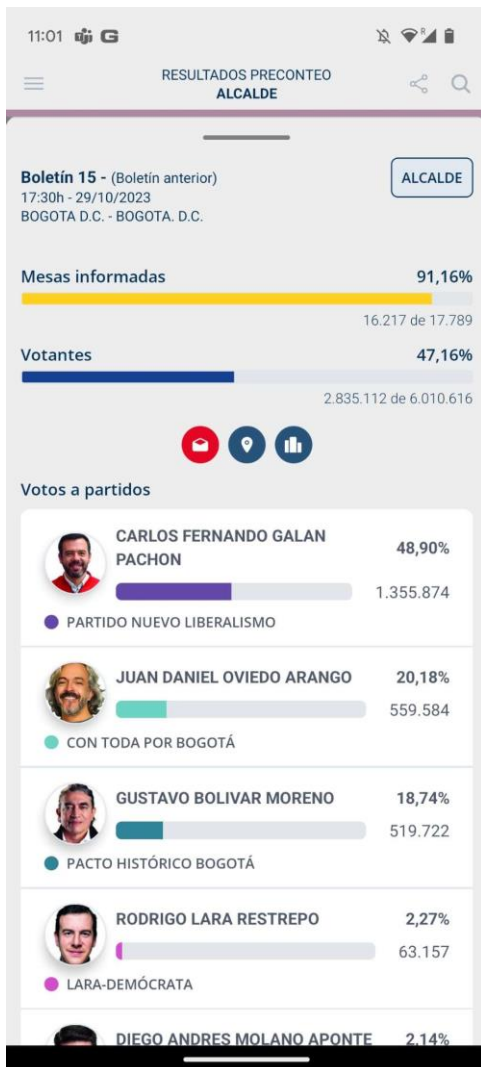 11:01 G
RESULTADOS PRECONTEO
ALCALDE
Boletín 15 - (Boletín anterior)
17:30h - 29/10/2023
BOGOTA D.C. - BOGOTA. D.C.
ALCALDE
Mesas informadas 91,16%
16.217 de 17.789
Votantes 47,16%
2.835.112 de 6.010.616
Votos a partidos
CARLOS FERNANDO GALAN
PACHON
48,90%
1.355.874
PARTIDO NUEVO LIBERALISMO
JUAN DANIEL OVIEDO ARANGO 20,18%
559.584
CON TODA POR BOGOTÁ
GUSTAVO BOLIVAR MORENO 18,74%
519.722
PACTO HISTÓRICO BOGOTÁ
RODRIGO LARA RESTREPO 2,27%
63.157
LARA-DEMÓCRATA
DIEGO ANDRES MOLANO APONTE 2,14%